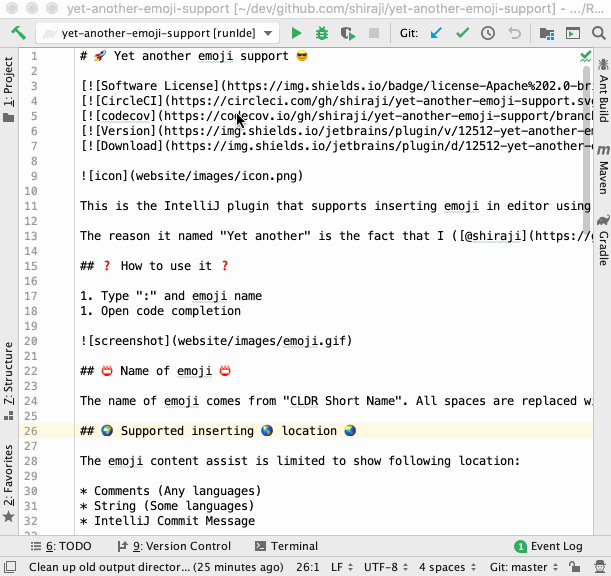 yet-another-emoji-support [~/dev/github.com/shiraji/yet-another-emoji-support] - .../R...
yet-another-emoji-support [runIde] Git:
1: Project
7: Structure
2: Favorites
1 # 🚀 Yet another emoji support 😎
2
3 [![Software License](https://img.shields.io/badge/license-Apache%202.0-br
4 [![CircleCI](https://circleci.com/gh/shiraji/yet-another-emoji-support.sv
5 [![codecov](https://codecov.io/gh/shiraji/yet-another-emoji-support/branc
6 [![Version](https://img.shields.io/jetbrains/plugin/v/12512-yet-another-e
7 [![Download](https://img.shields.io/jetbrains/plugin/d/12512-yet-another-
8
9 ![icon](website/images/icon.png)
10
11 This is the IntelliJ plugin that supports inserting emoji in editor using
12
13 The reason it named "Yet another" is the fact that I ([@shiraji](https://g
14
15 ## ❓ How to use it ❓
16
17 1. Type ":" and emoji name
18 1. Open code completion
19
20 ![screenshot](website/images/emoji.gif)
21
22 ## 📛 Name of emoji 📛
23
24 The name of emoji comes from "CLDR Short Name". All spaces are replaced w
25
26 ## 🌍 Supported inserting 🌏 location 🌏
27
28 The emoji content assist is limited to show following location:
29
30 * Comments (Any languages)
31 * String (Some languages)
32 * IntelliJ Commit Message
Ant Build
Maven
Gradle
6: TODO 9: Version Control Terminal 1 Event Log
Clean up old output director... (25 minutes ago) 26:1 LF UTF-8 4 spaces Git: master